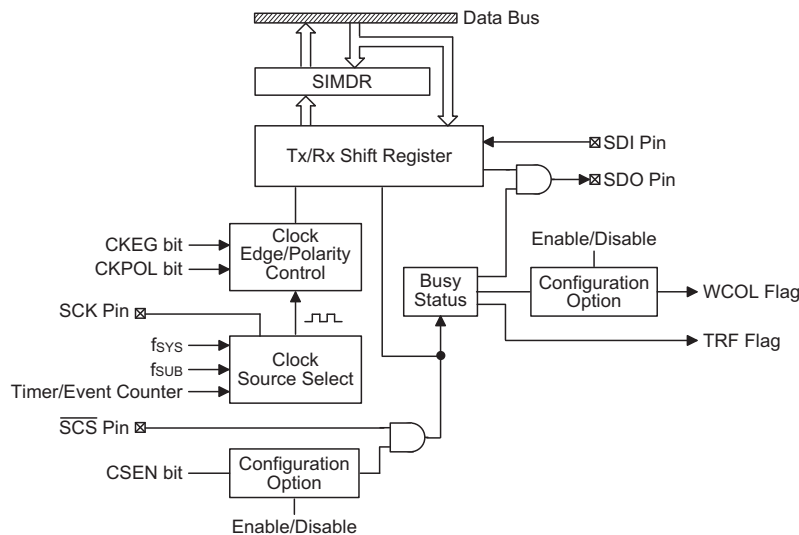 Data Bus
SIMDR
Tx/Rx Shift Register
SDI Pin
SDO Pin
CKEG bit
CKPOL bit
Clock
Edge/Polarity
Control
Enable/Disable
Busy
Status
Configuration
Option
WCOL Flag
SCK Pin
TRF Flag
fSYS
fSUB
Timer/Event Counter
Clock
Source Select
SCS Pin
CSEN bit
Configuration
Option
Enable/Disable